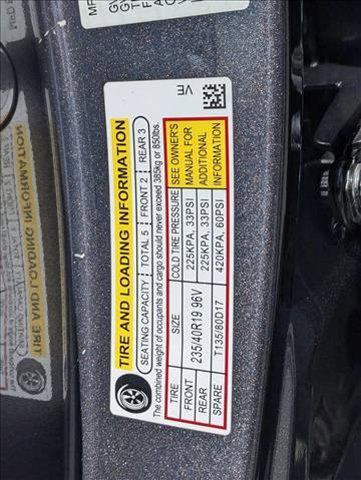 TIRE AND LOADING INFORMATION
SEATING CAPACITY TOTAL 5 FRONT 2 REAR 3
The combined weight of occupants and cargo should never exceed 385kg or 850lbs.
TIRE SIZE COLD TIRE PRESSURE SEE OWNER'S
FRONT 235/40R19 96V 225KPA, 33PSI MANUAL FOR
REAR 225KPA, 33PSI ADDITIONAL
SPARE T135/80D17 420KPA, 60PSI INFORMATION
VE
TIRE AND LOADING INFORMATION